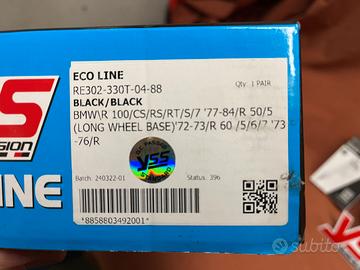 ECO LINE
RE302-330T-04-88 Qty 1 PAIR
BLACK/BLACK
BMW\R 100/CS/RS/RT/S/7 '77-84/R 50/5
(LONG WHEEL BASE)'72-73/R 60 /5/6/7 '73
-76/R
YSS
Batch: 240322-01 Status: 396
*8858803492001*
S
SION
INE
subito